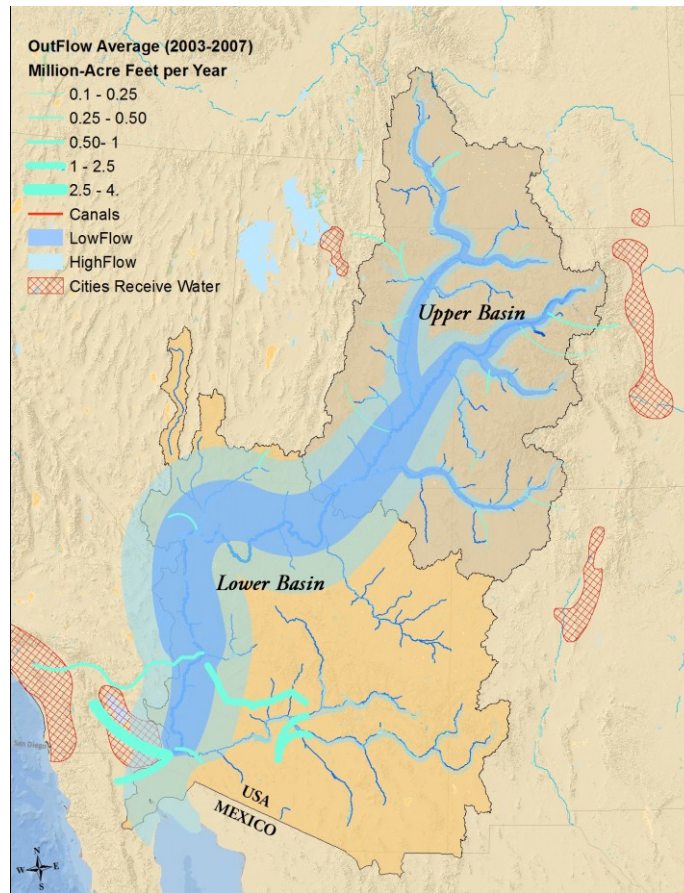 OutFlow Average (2003-2007)
Million-Acre Feet per Year
0.1 - 0.25
0.25 - 0.50
0.50- 1
1 - 2.5
2.5 - 4.
Canals
LowFlow
HighFlow
Cities Receive Water
Upper Basin
Lower Basin
San Diego
USA
MEXICO
N
W E
S